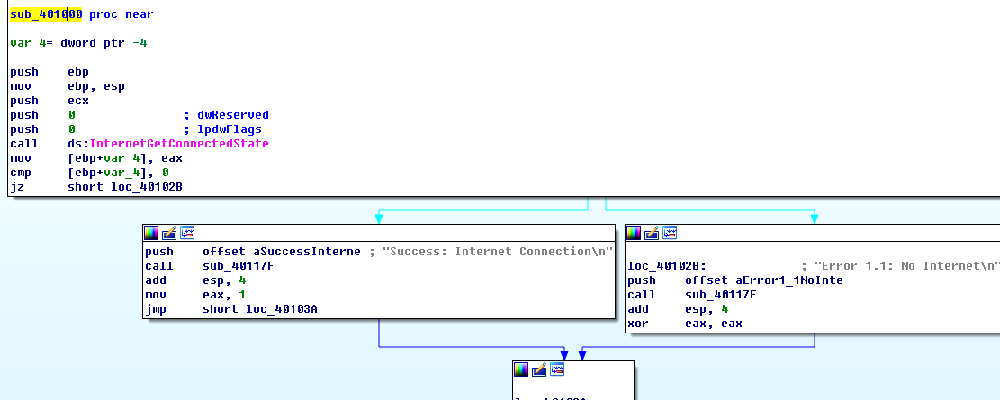 sub_401000 proc near
var_4= dword ptr -4
push ebp
mov ebp, esp
push ecx
push 0 ; dwReserved
push 0 ; lpdwFlags
call ds:InternetGetConnectedState
mov [ebp+var_4], eax
cmp [ebp+var_4], 0
jz short loc_40102B
push offset aSuccessInterne ; "Success: Internet Connection\n"
call sub_40117F
add esp, 4
mov eax, 1
jmp short loc_40103A
loc_40102B: ; "Error 1.1: No Internet\n"
push offset aError1_1NoInte
call sub_40117F
add esp, 4
xor eax, eax